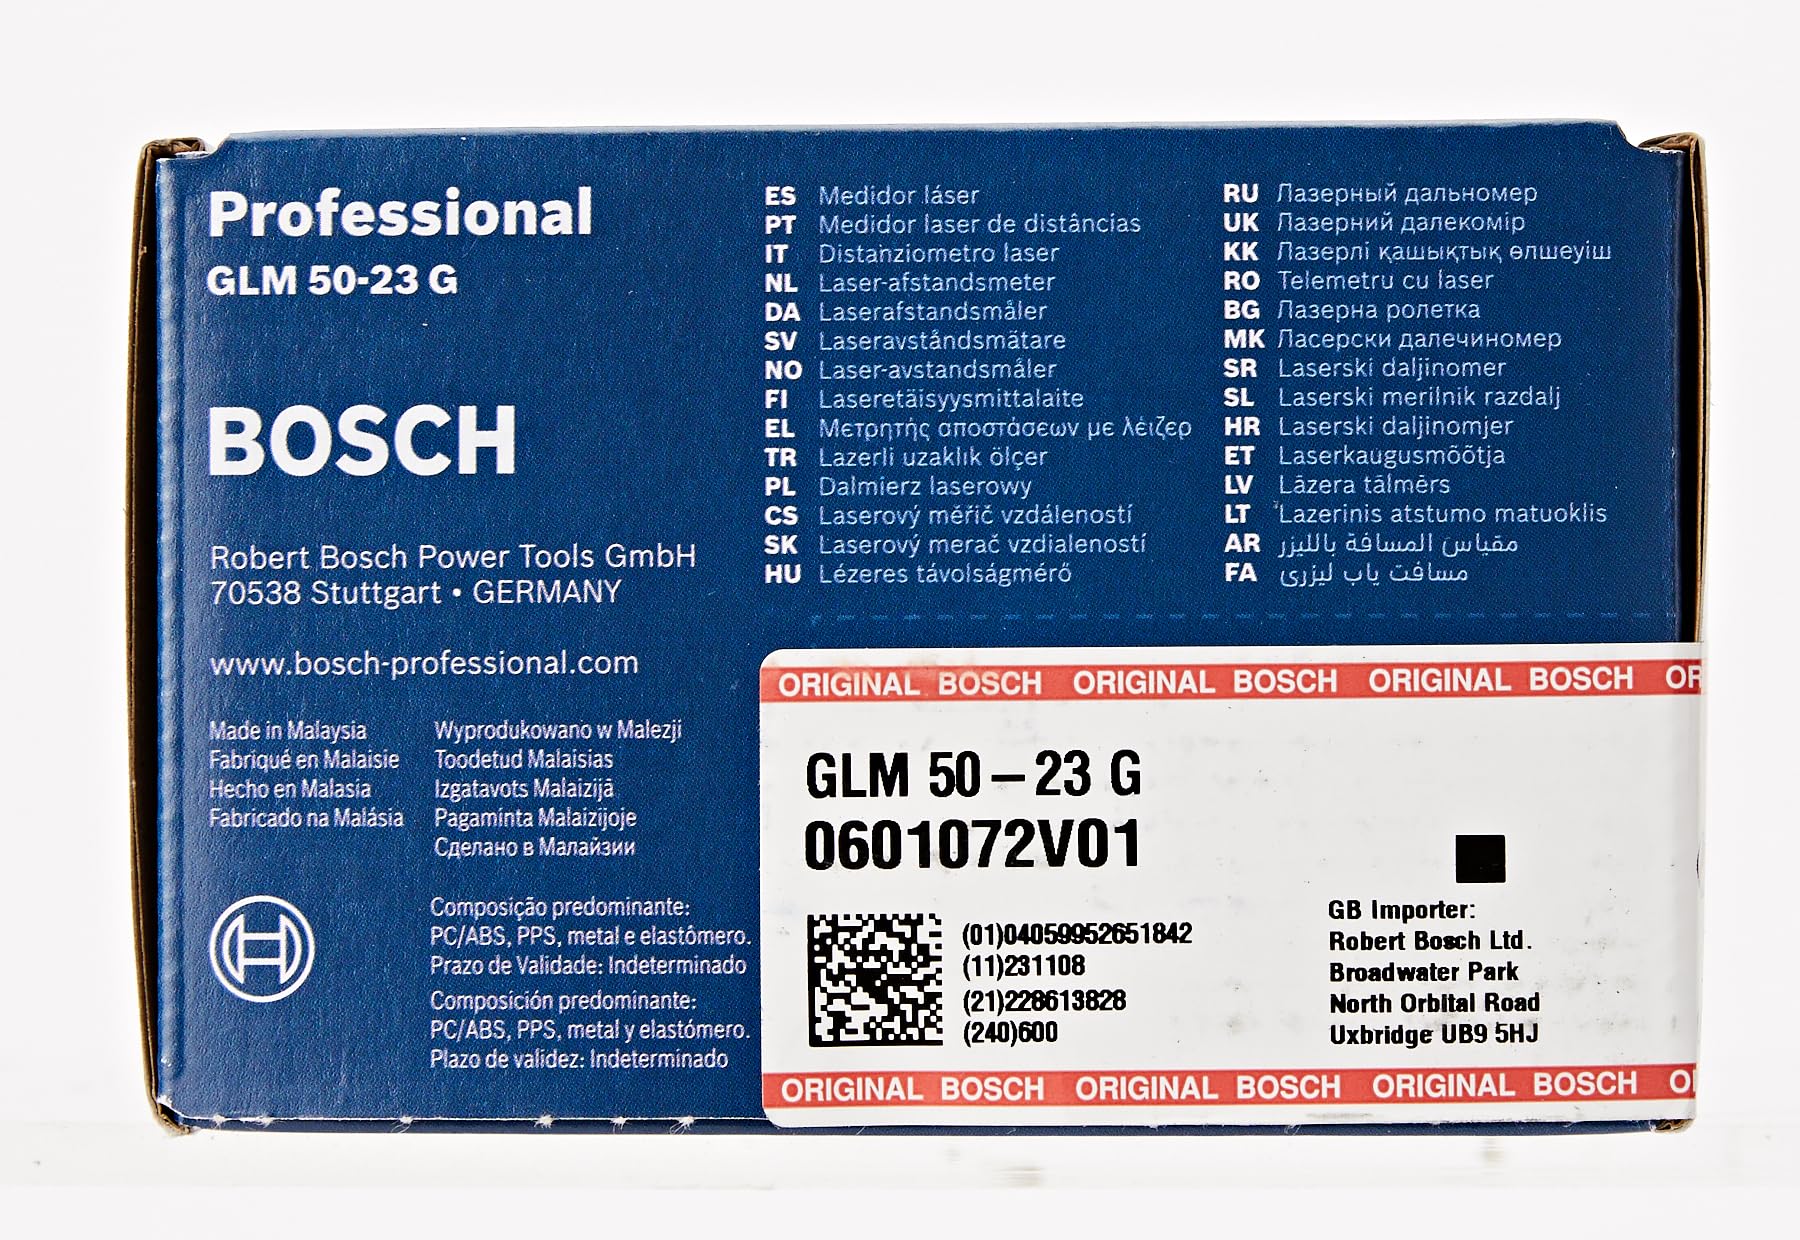 Professional
GLM 50-23 G
BOSCH
Robert Bosch Power Tools GmbH
70538 Stuttgart • GERMANY
www.bosch-professional.com
Made in Malaysia
Fabriqué en Malaisie
Hecho en Malasia
Fabricado na Malásia
Wyprodukowano w Malezji
Toodetud Malaisias
Izgatavots Malaizijā
Pagaminta Malaizijoje
Сделано в Малайзии
Composição predominante:
PC/ABS, PPS, metal e elastômero.
Prazo de Validade: Indeterminado
Composición predominante:
PC/ABS, PPS, metal y elastómero.
Plazo de validez: Indeterminado
ES Medidor láser
PT Medidor laser de distâncias
IT Distanziometro laser
NL Laser-afstandsmeter
DA Laserafstandsmåler
SV Laseravståndsmätare
NO Laser-avstandsmåler
FI Laseretäisyysmittalaite
EL Μετρητής αποστάσεων με λέιζερ
TR Lazerli uzaklık ölçer
PL Dalmierz laserowy
CS Laserový měřič vzdáleností
SK Laserový merač vzdialeností
HU Lézeres távolságmérő
RU Лазерный дальномер
UK Лазерний далекомір
KK Лазерлі қашықтық өлшеуіш
RO Telemetru cu laser
BG Лазерна ролетка
MK Ласерски далечиномер
SR Laserski daljinomer
SL Laserski merilnik razdalj
HR Laserski daljinomjer
ET Laserkaugusmõõtja
LV Lāzera tālmērs
LT Lazerinis atstumo matuoklis
AR مقياس المسافة بالليزر
FA مسافت یاب لیزری
ORIGINAL BOSCH ORIGINAL BOSCH ORIGINAL BOSCH OR
GLM 50 – 23 G
0601072V01
(01)04059952651842
(11)231108
(21)228613828
(240)600
GB Importer:
Robert Bosch Ltd.
Broadwater Park
North Orbital Road
Uxbridge UB9 5HJ
ORIGINAL BOSCH ORIGINAL BOSCH ORIGINAL BOSCH O